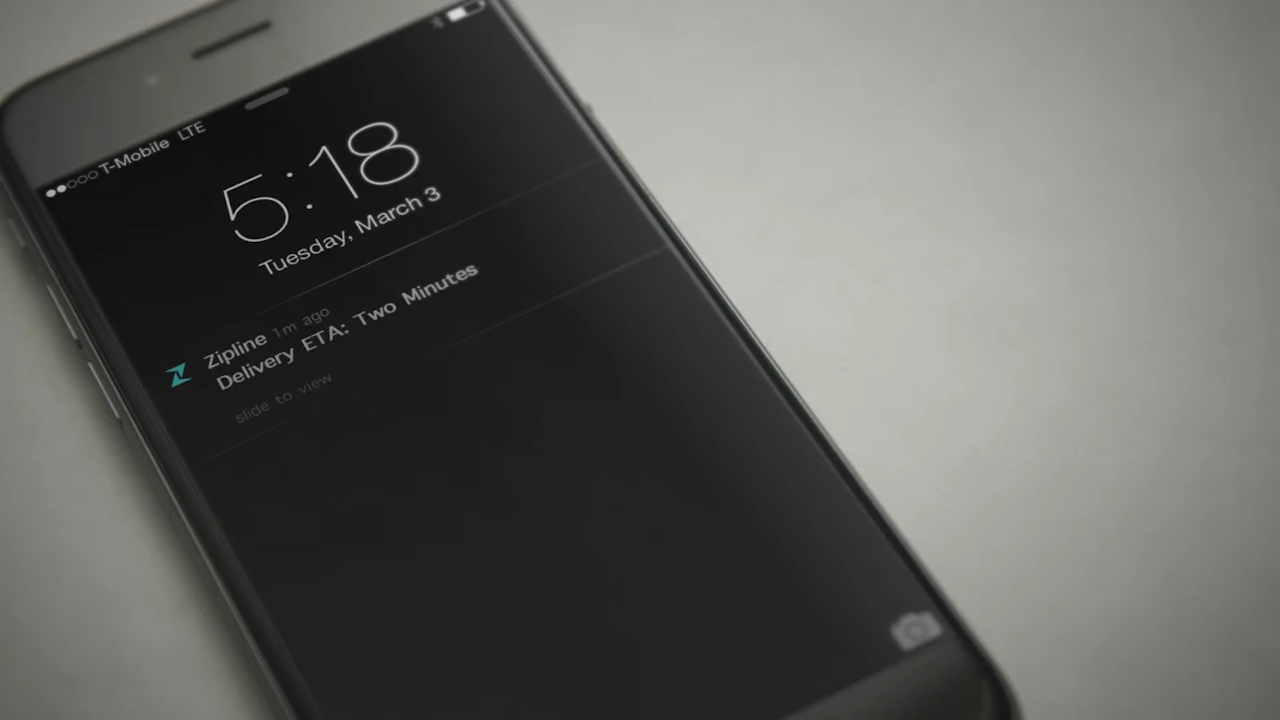 T-Mobile LTE
5:18
Tuesday, March 3
Zipline 1m ago
Delivery ETA: Two Minutes
slide to view